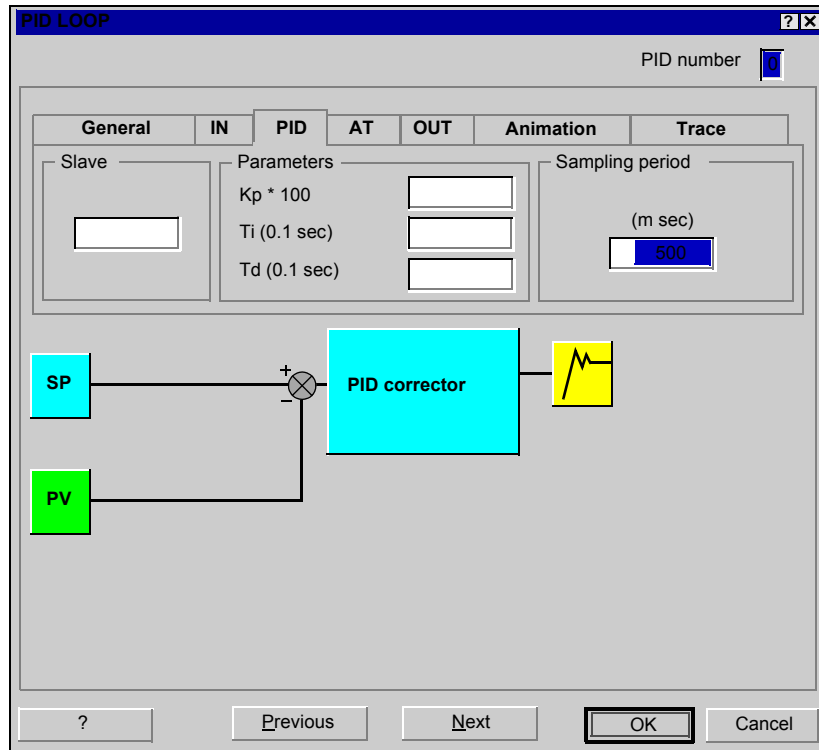 PID LOOP
? X
PID number 0
General IN PID AT OUT Animation Trace
Slave
Parameters
Kp * 100
Ti (0.1 sec)
Td (0.1 sec)
Sampling period
(m sec)
500
SP
+
−
PID corrector
PV
? Previous Next OK Cancel